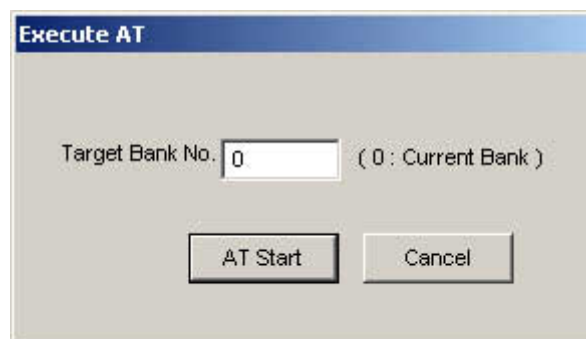 Execute AT
Target Bank No. 0 ( 0 : Current Bank )
AT Start Cancel